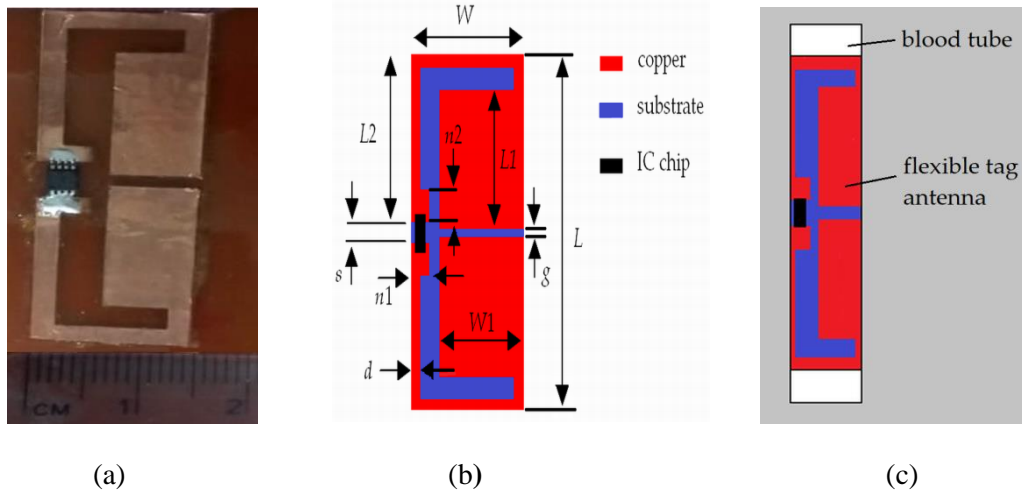 CM 1 2
W
L2
n2
L1
s
n1
g
L
W1
d
copper
substrate
IC chip
blood tube
flexible tag
antenna
(a)
(b)
(c)